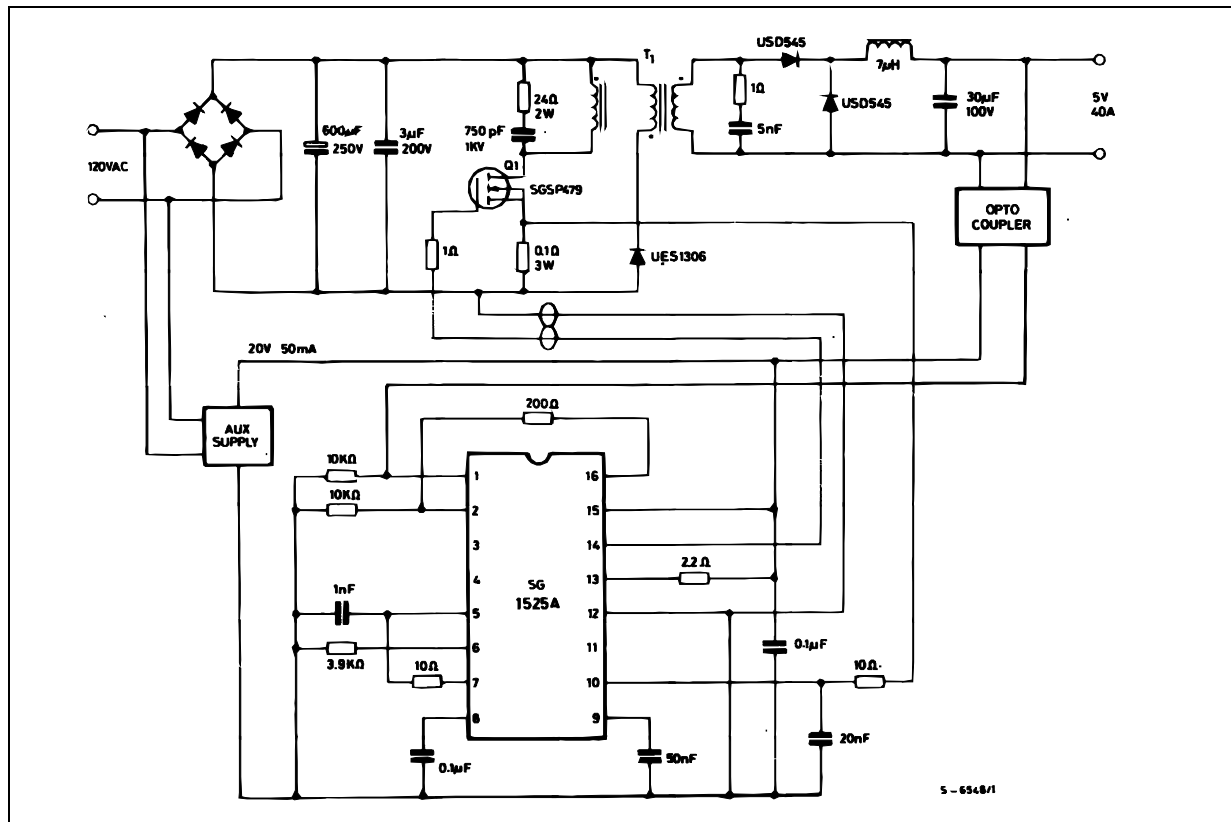 T1
USD545
7µH
24Ω
2W
1Ω
5nF
USD545
30µF
100V
5V
40A
600µF
250V
3µF
200V
750 pF
1KV
120VAC
Q1
SGSP479
1Ω
0.1Ω
3W
UES1306
OPTO
COUPLER
20V 50mA
200Ω
AUX
SUPPLY
10KΩ
10KΩ
1
2
3
4
5
6
7
8
SG
1525A
16
15
14
13
12
11
10
9
2.2Ω
1nF
3.9KΩ
10Ω
0.1µF
10Ω
0.1µF
50nF
20nF
S-6548/1